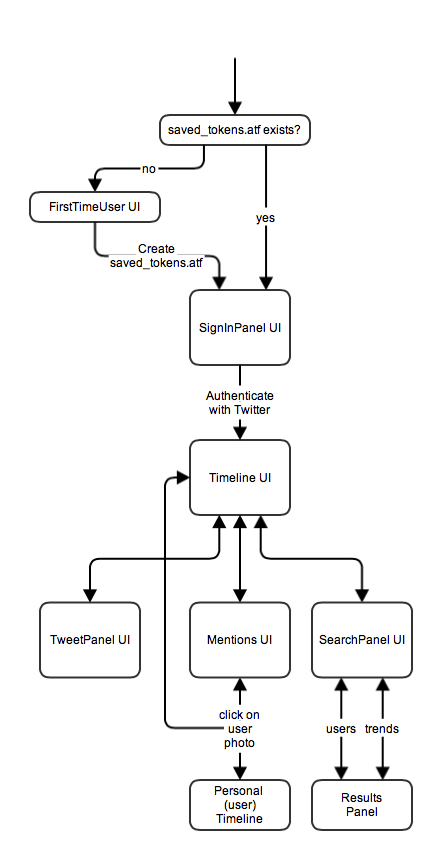 saved_tokens.atf exists?
no
FirstTimeUser UI
yes
Create
saved_tokens.atf
SignInPanel UI
Authenticate
with Twitter
Timeline UI
TweetPanel UI
Mentions UI
SearchPanel UI
click on
user
photo
users
trends
Personal
(user)
Timeline
Results
Panel